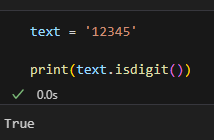 text = '12345'
print(text.isdigit())
0.0s
True